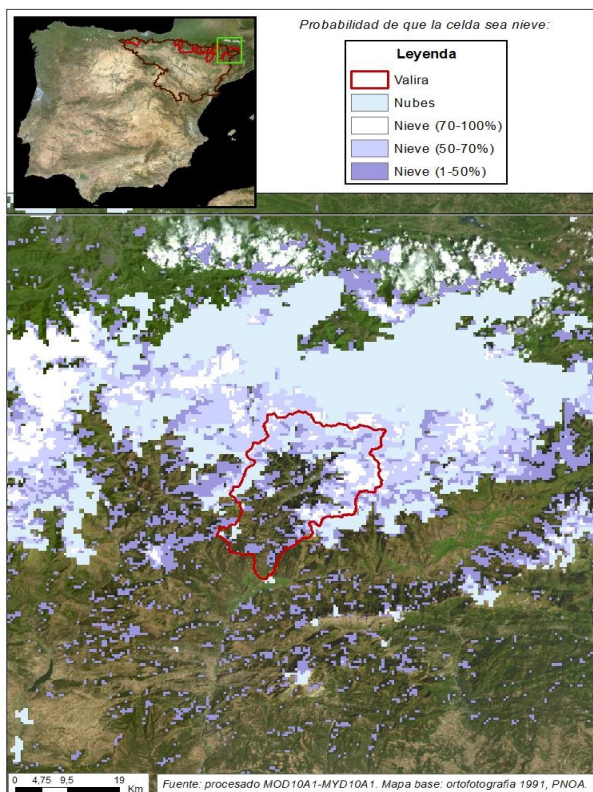 Probabilidad de que la celda sea nieve:
Leyenda
Valira
Nubes
Nieve (70-100%)
Nieve (50-70%)
Nieve (1-50%)
0 4,75 9,5 19
Km
Fuente: procesado MOD10A1-MYD10A1. Mapa base: ortofotografía 1991, PNOA.